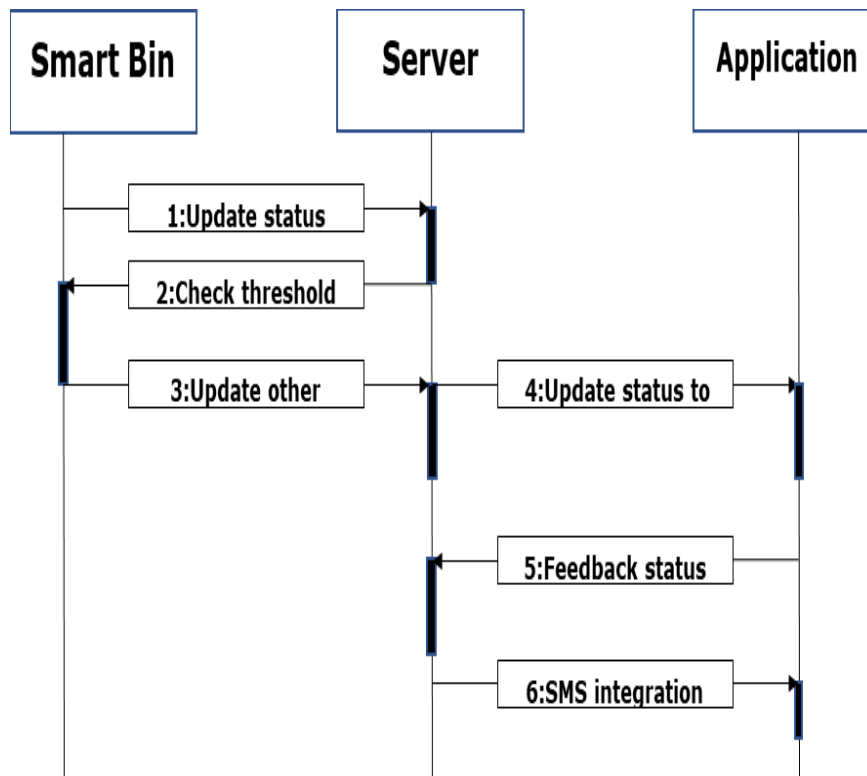 Smart Bin
Server
Application
1:Update status
2:Check threshold
3:Update other
4:Update status to
5:Feedback status
6:SMS integration